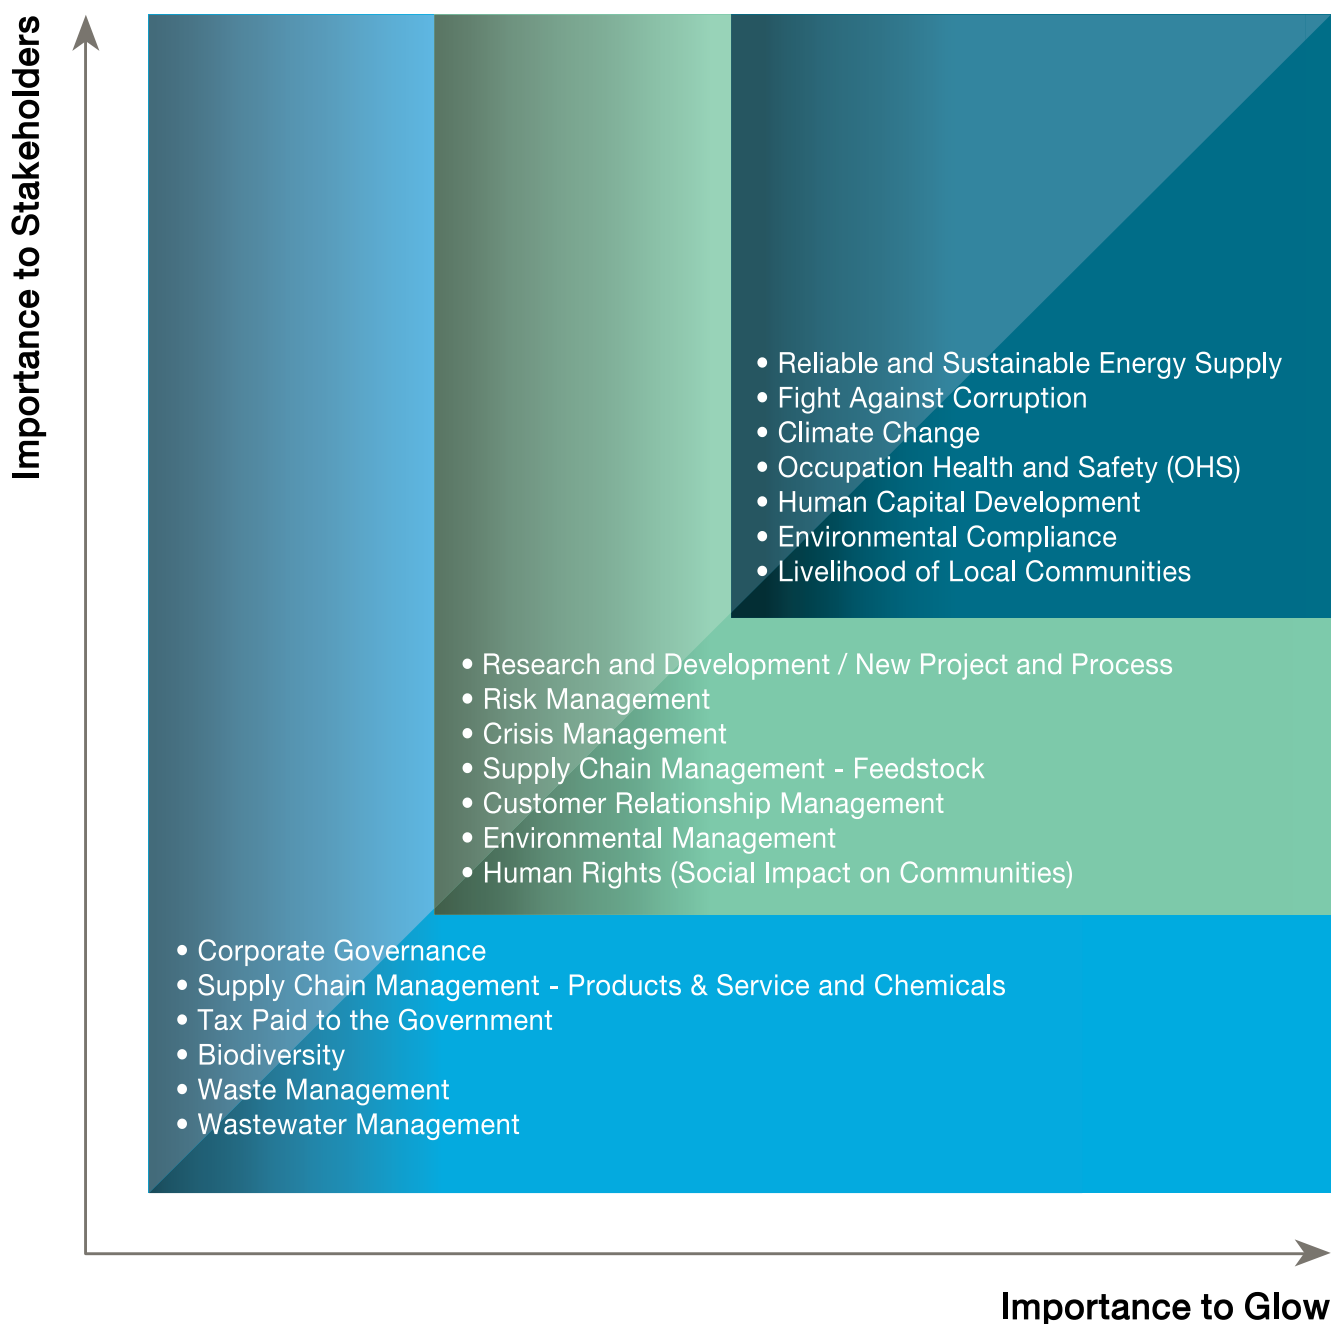 Importance to Stakeholders
• Reliable and Sustainable Energy Supply
• Fight Against Corruption
• Climate Change
• Occupation Health and Safety (OHS)
• Human Capital Development
• Environmental Compliance
• Livelihood of Local Communities
• Research and Development / New Project and Process
• Risk Management
• Crisis Management
• Supply Chain Management - Feedstock
• Customer Relationship Management
• Environmental Management
• Human Rights (Social Impact on Communities)
• Corporate Governance
• Supply Chain Management - Products & Service and Chemicals
• Tax Paid to the Government
• Biodiversity
• Waste Management
• Wastewater Management
Importance to Glow